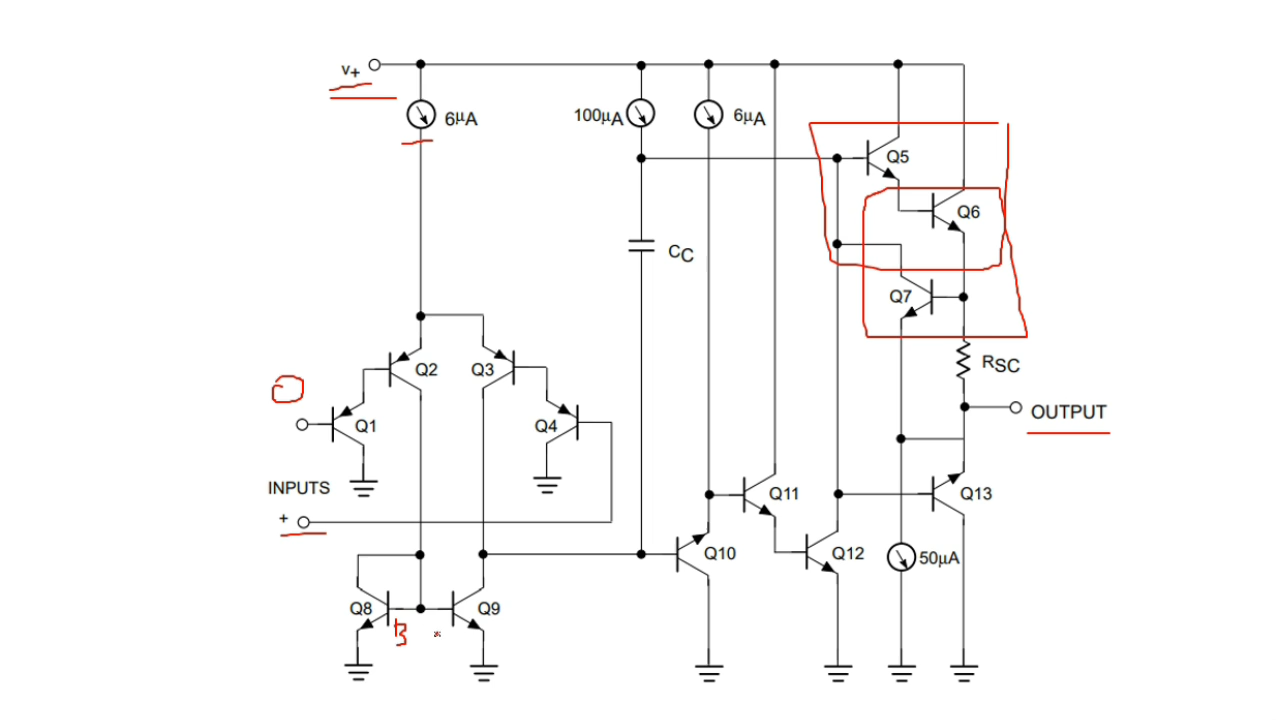 V+
6μA
100μA
6μA
Q5
Q6
CC
Q7
RSC
Q2
Q3
OUTPUT
Q1
Q4
INPUTS
+
Q11
Q13
Q10
Q12
50μA
Q8
Q9
B
*